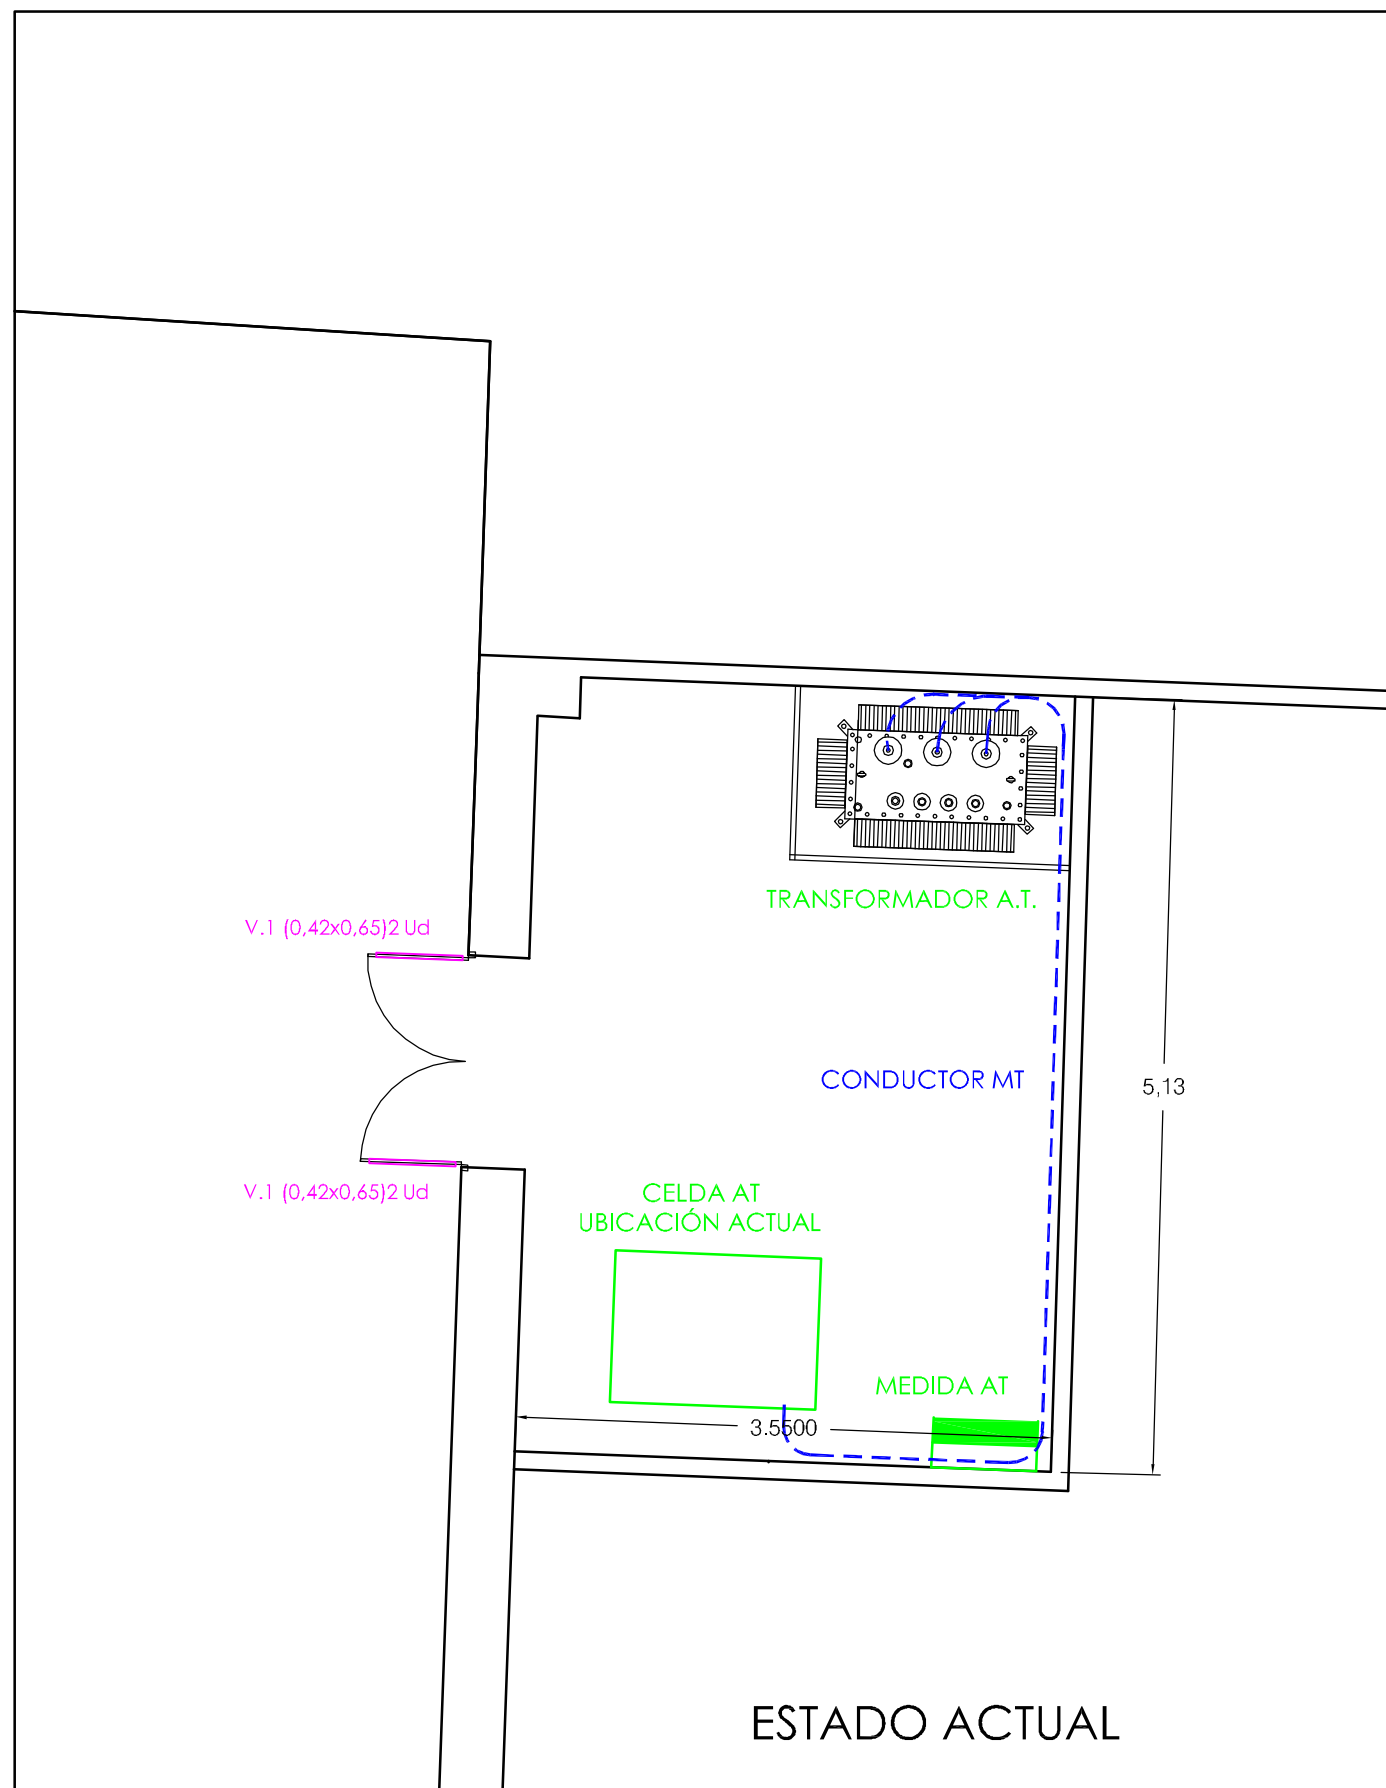 TRANSFORMADOR A.T.
V.1 (0,42x0,65)2 Ud
CONDUCTOR MT
5,13
V.1 (0,42x0,65)2 Ud
CELDA AT
UBICACIÓN ACTUAL
MEDIDA AT
3.5500
ESTADO ACTUAL